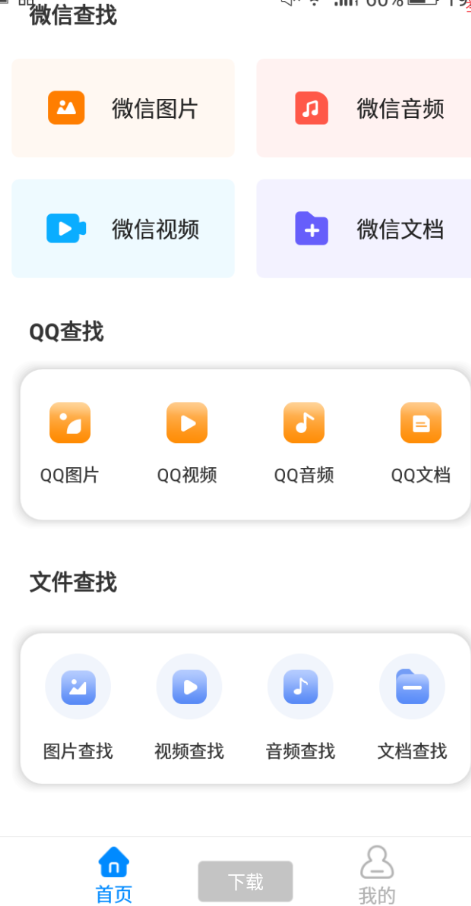 微信查找
微信图片 微信音频
微信视频 微信文档
QQ查找
QQ图片 QQ视频 QQ音频 QQ文档
文件查找
图片查找 视频查找 音频查找 文档查找
首页 下载 我的